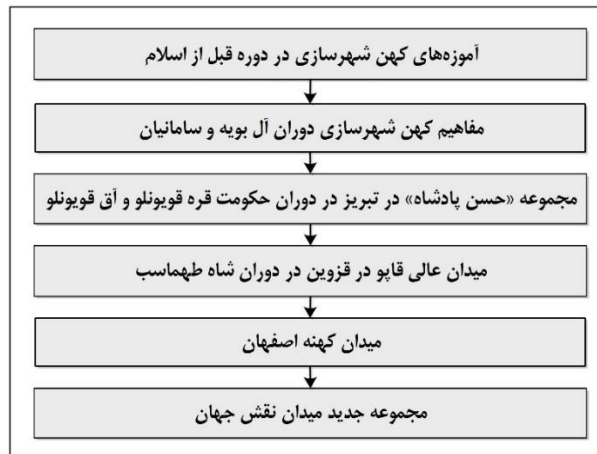 آموزه‌های کهن شهرسازی در دوره قبل از اسلام
مفاهیم کهن شهرسازی دوران آل بویه و سامانیان
مجموعه «حسن پادشاه» در تبریز در دوران حکومت قره قویونلو و آق قویونلو
میدان عالی قاپو در قزوین در دوران شاه طهماسب
میدان کهنه اصفهان
مجموعه جدید میدان نقش جهان